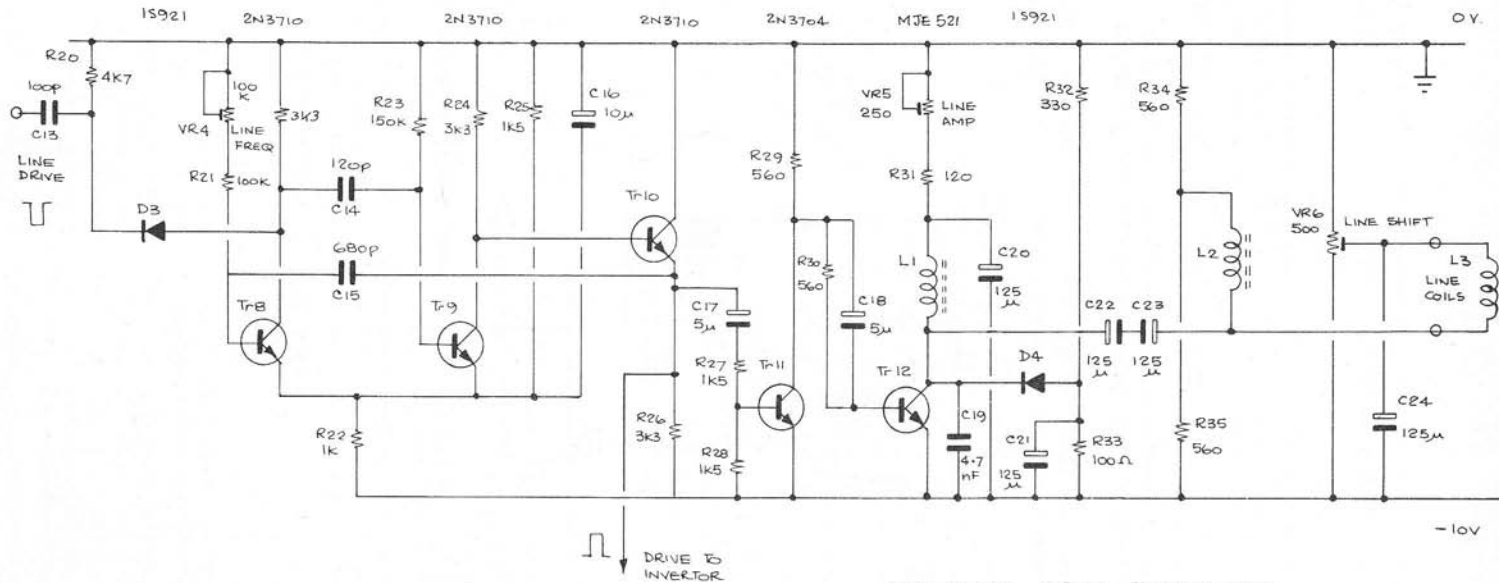 1S921
2N3710
2N3710
2N3710
2N3704
MJE 521
1S921
0V.
R20
4K7
100p
C13
LINE
DRIVE
D3
100
K
VR4
LINE
FREQ
R21
100K
3k3
120p
C14
680p
C15
Tr8
R22
1K
R23
150K
R24
3K3
Tr9
R25
1K5
C16
10μ
Tr10
C17
5μ
R27
1K5
R26
3K3
R28
1K5
DRIVE TO
INVERTOR
R29
560
Tr11
R30
560
C18
5μ
VR5
250
LINE
AMP
R31
120
L1
C20
125
μ
Tr12
C19
4.7
nF
D4
C21
125
μ
R32
330
R33
100Ω
C22
125
μ
C23
125
μ
R34
560
L2
R35
560
VR6
500
LINE SHIFT
C24
125μ
L3
LINE
COILS
-10V